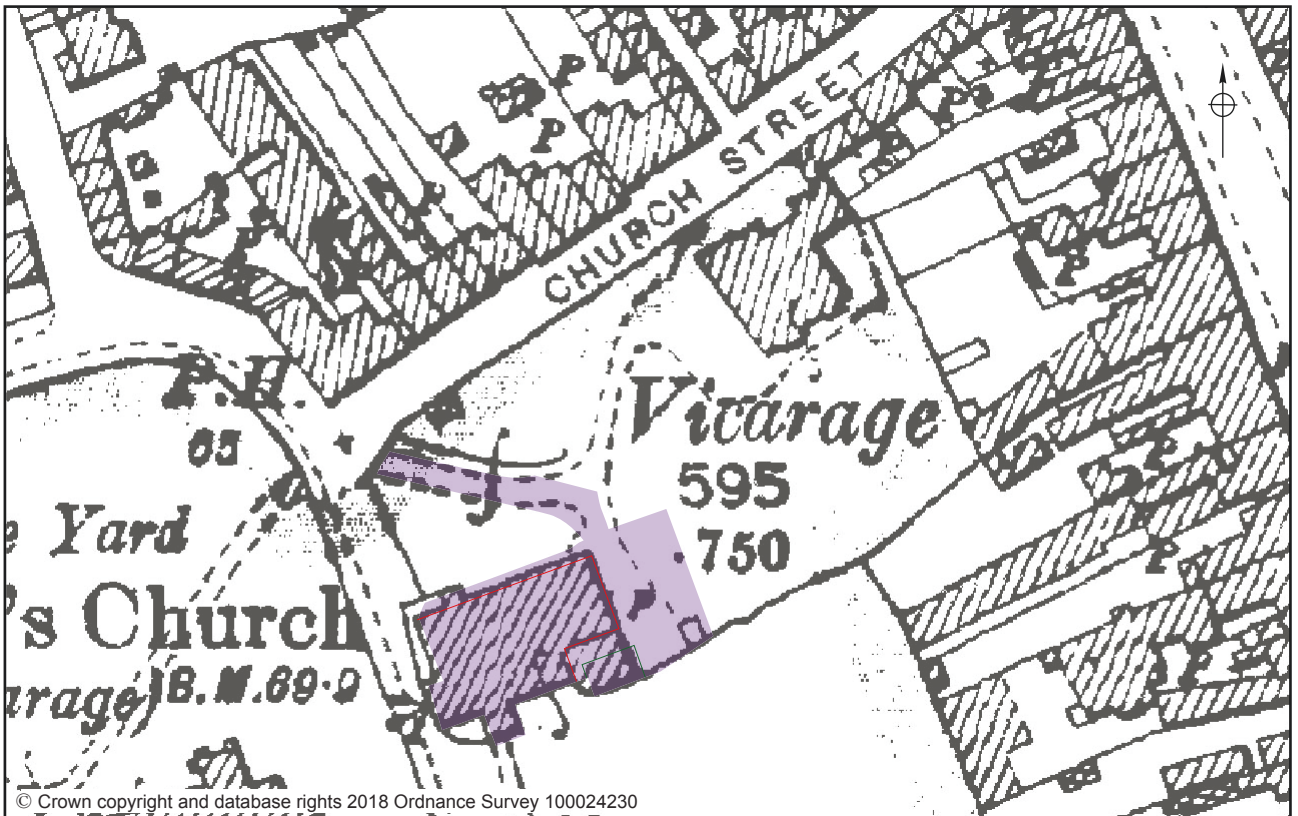 P
P
P
CHURCH STREET
P
P
P.H.
65
Vicarage
595
750
P
P
e Yard
's Church
B.M.69·9
arage)
P
© Crown copyright and database rights 2018 Ordnance Survey 100024230